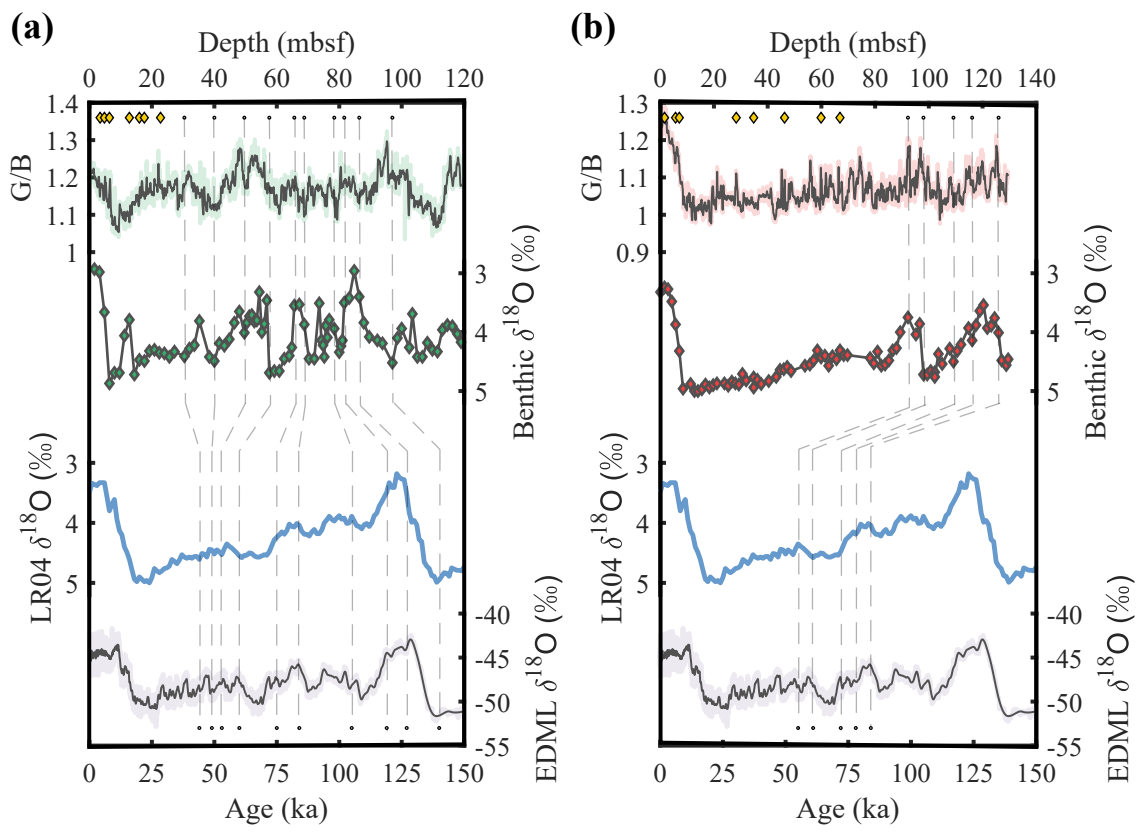 (a)
Depth (mbsf)
0 20 40 60 80 100 120
1.4
1.3
1.2
1.1
1
G/B
3
4
5
Benthic δ18O (‰)
3
4
5
LR04 δ18O (‰)
-40
-45
-50
-55
EDML δ18O (‰)
0 25 50 75 100 125 150
Age (ka)
(b)
Depth (mbsf)
0 20 40 60 80 100 120 140
1.3
1.2
1.1
1
0.9
G/B
3
4
5
Benthic δ18O (‰)
3
4
5
LR04 δ18O (‰)
-40
-45
-50
-55
EDML δ18O (‰)
0 25 50 75 100 125 150
Age (ka)